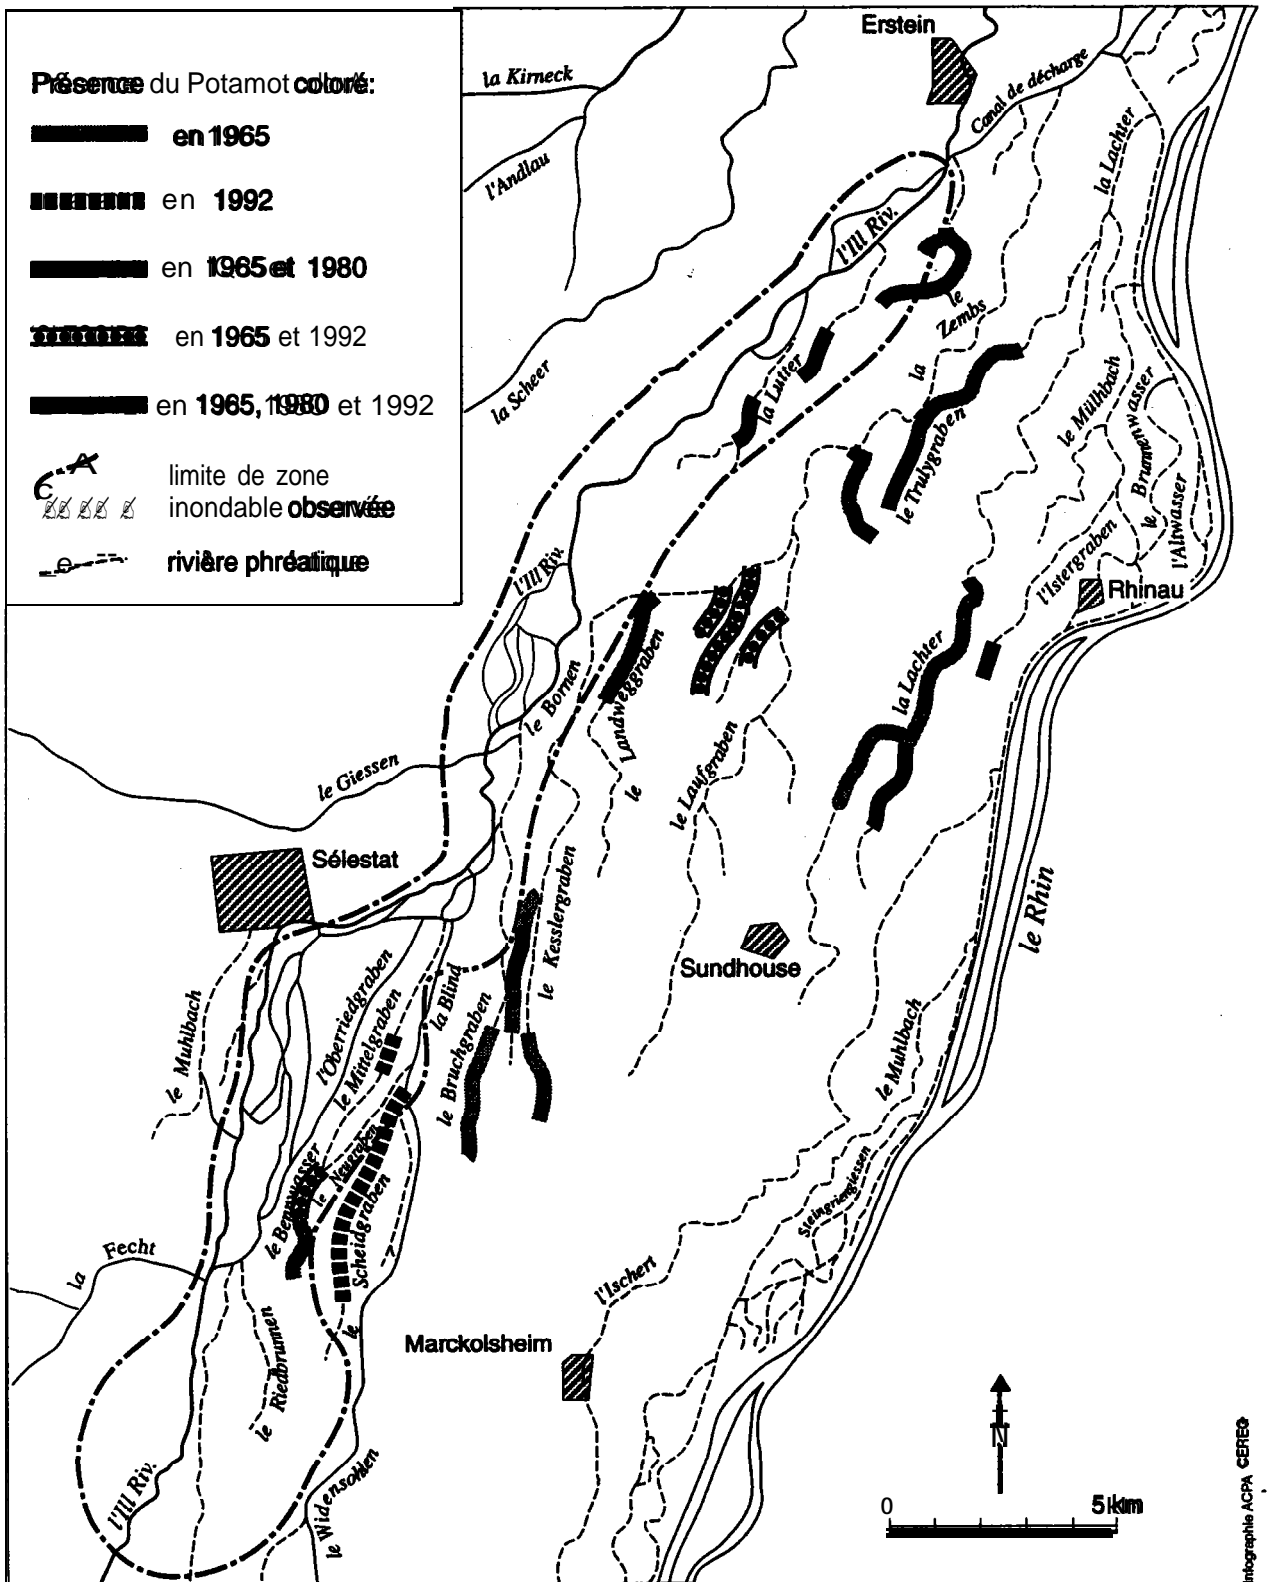 Présence du Potamot coloré:
en 1965
en 1992
en 1965 et 1980
en 1965 et 1992
en 1965, 1980 et 1992
limite de zone
inondable observée
rivière phréatique
Erstein
la Kirneck
Canal de décharge
l'Andlau
la Lachter
l'Ill Riv.
le
Zembs
la
la Scheer
la Lutter
le Mülhbach
le Trulygraben
le Brunnenwasser
l'Altwasser
l'Istergraben
Rhinau
l'Ill Riv.
le Bornen
le Landweggraben
la Lachter
le Laufgraben
le Giessen
Sélestat
le Kesslergraben
le Rhin
Sundhouse
l'Oberriedgraben
le Mittelgraben
la Blind
le Bruchgraben
le Muhlbach
le Muhlbach
le Neugraben
le Bennwasser
le Scheidgraben
Steingriengiessen
la Fecht
l'Ischert
Marckolsheim
le Riedbrunnen
N
l'Ill Riv.
le Widensohlen
0 5 km
Infographie ACPA CEREG